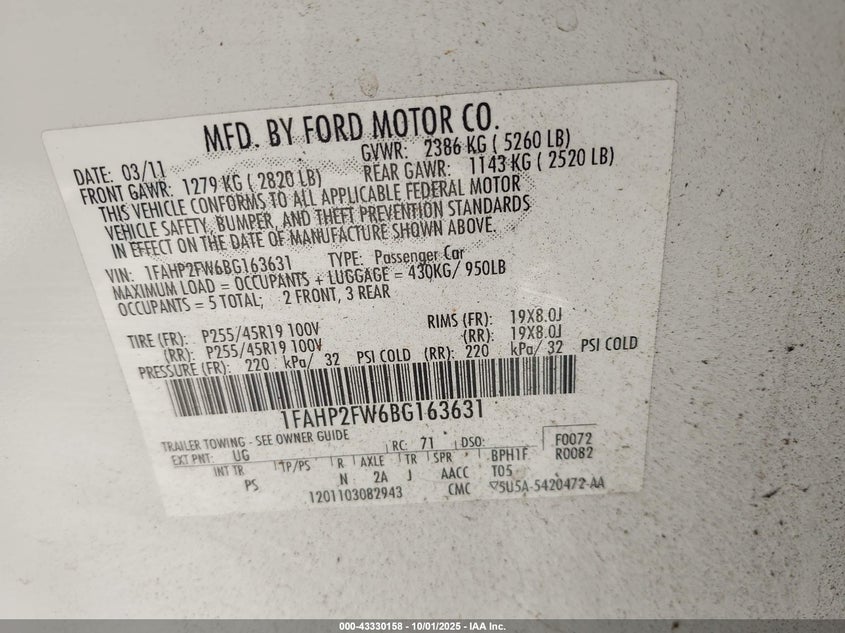 MFD. BY FORD MOTOR CO.
DATE: 03/11 GVWR: 2386 KG ( 5260 LB)
FRONT GAWR: 1279 KG ( 2820 LB) REAR GAWR: 1143 KG ( 2520 LB)
THIS VEHICLE CONFORMS TO ALL APPLICABLE FEDERAL MOTOR
VEHICLE SAFETY, BUMPER, AND THEFT PREVENTION STANDARDS
IN EFFECT ON THE DATE OF MANUFACTURE SHOWN ABOVE.
VIN: 1FAHP2FW6BG163631 TYPE: Passenger Car
MAXIMUM LOAD = OCCUPANTS + LUGGAGE = 430KG/ 950LB
OCCUPANTS = 5 TOTAL; 2 FRONT, 3 REAR
TIRE (FR): P255/45R19 100V RIMS (FR): 19X8.0J
(RR): P255/45R19 100V (RR): 19X8.0J
PRESSURE (FR): 220 kPa/ 32 PSI COLD (RR): 220 kPa/ 32 PSI COLD
1FAHP2FW6BG163631
TRAILER TOWING - SEE OWNER GUIDE F0072
EXT PNT: UG RC: 71 DSO: R0082
INT TR TP/PS R AXLE TR SPR BPH1F
PS N 2A J AACC T05
1201103082943 CMC ▽5U5A-5420472-AA
000-43330158 - 10/01/2025 - IAA Inc.